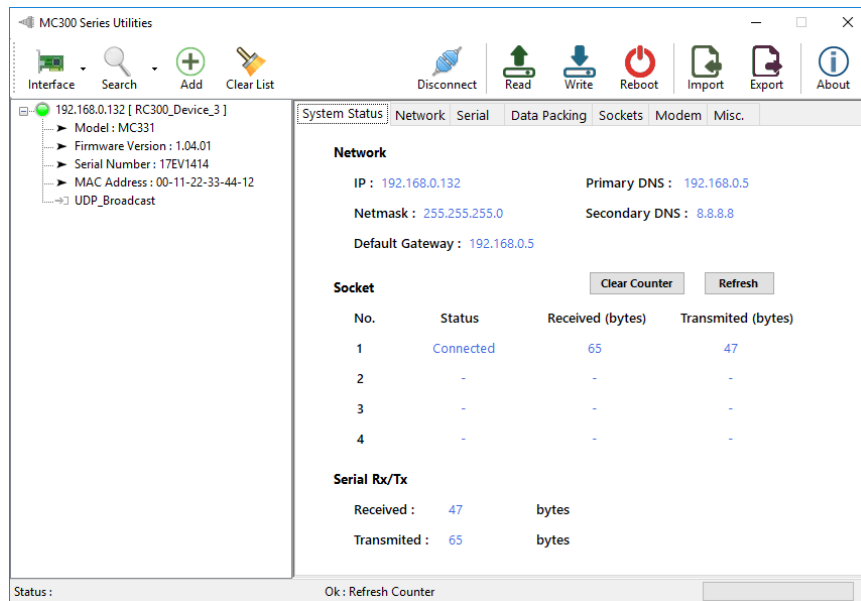 MC300 Series Utilities
Interface Search Add Clear List Disconnect Read Write Reboot Import Export About
192.168.0.132 [ RC300_Device_3 ]
Model : MC331
Firmware Version : 1.04.01
Serial Number : 17EV1414
MAC Address : 00-11-22-33-44-12
UDP_Broadcast
System Status Network Serial Data Packing Sockets Modem Misc.
Network
IP : 192.168.0.132 Primary DNS : 192.168.0.5
Netmask : 255.255.255.0 Secondary DNS : 8.8.8.8
Default Gateway : 192.168.0.5
Socket Clear Counter Refresh
No. Status Received (bytes) Transmited (bytes)
1 Connected 65 47
2 - - -
3 - - -
4 - - -
Serial Rx/Tx
Received : 47 bytes
Transmited : 65 bytes
Status : Ok : Refresh Counter